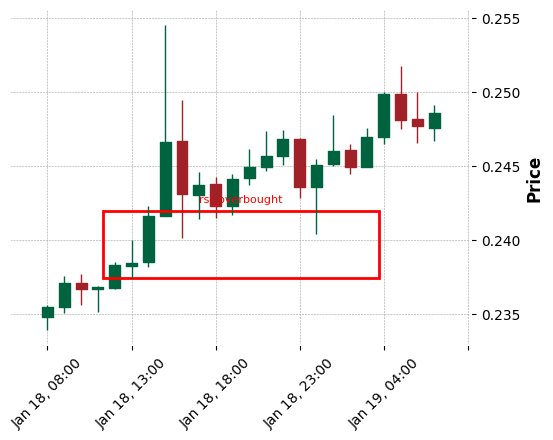 0.255
0.250
0.245
0.240
0.235
Price
rsi overbought
Jan 18, 08:00
Jan 18, 13:00
Jan 18, 18:00
Jan 18, 23:00
Jan 19, 04:00